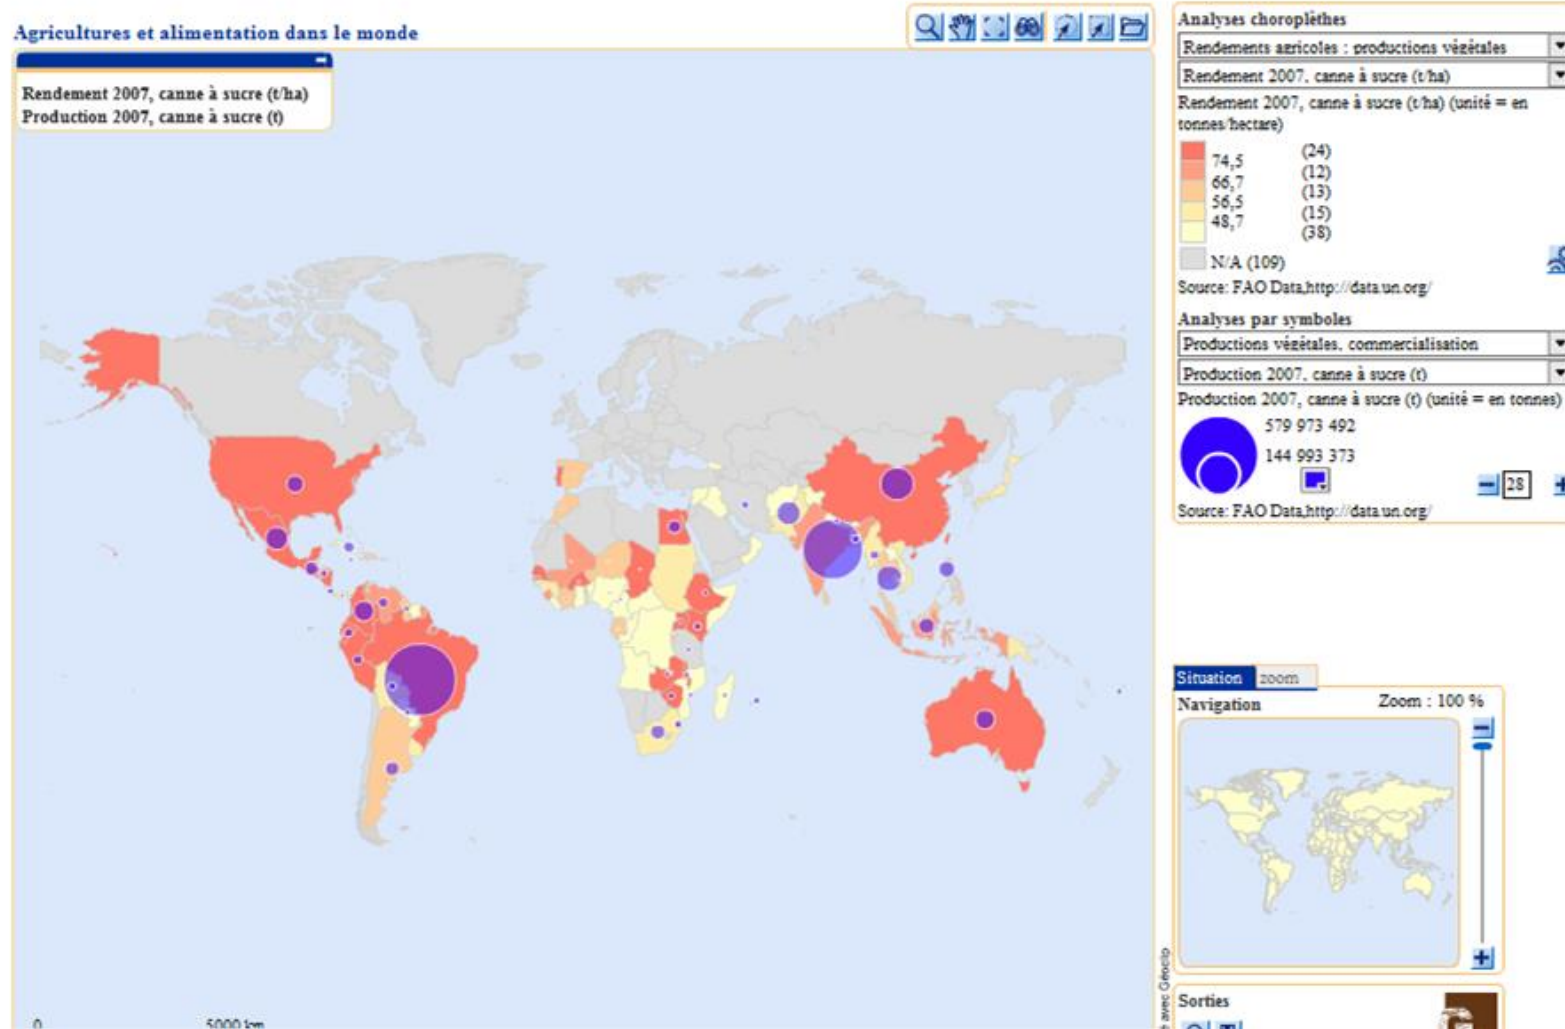 Agricultures et alimentation dans le monde
Rendement 2007, canne à sucre (t/ha)
Production 2007, canne à sucre (t)
0
5000 km
Analyses choroplèthes
Rendements agricoles : productions végétales
Rendement 2007, canne à sucre (t/ha)
Rendement 2007, canne à sucre (t/ha) (unité = en
tonnes/hectare)
(24)
74,5
(12)
66,7
(13)
56,5
(15)
48,7
(38)
N/A (109)
Source: FAO Data,http://data.un.org/
Analyses par symboles
Productions végétales, commercialisation
Production 2007, canne à sucre (t)
Production 2007, canne à sucre (t) (unité = en tonnes)
579 973 492
144 993 373
28
Source: FAO Data,http://data.un.org/
Situation zoom
Navigation Zoom : 100 %
avec Géoclip
Sorties